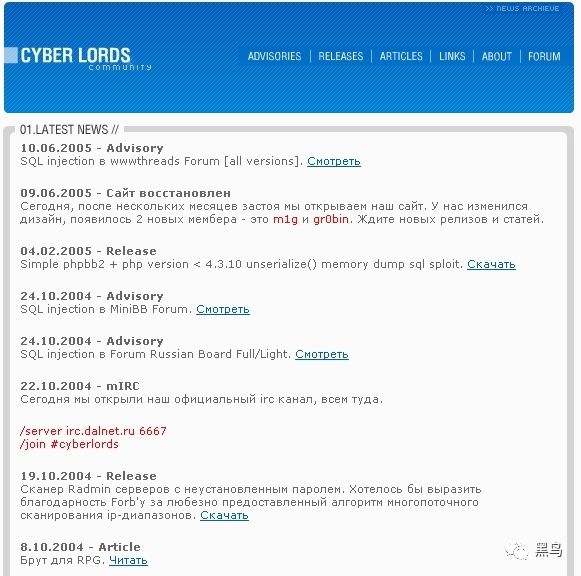 >> NEWS ARCHIEVE
CYBER LORDS
community
ADVISORIES | RELEASES | ARTICLES | LINKS | ABOUT | FORUM
01.LATEST NEWS //
10.06.2005 - Advisory
SQL injection в wwwthreads Forum [all versions]. Смотреть
09.06.2005 - Сайт восстановлен
Сегодня, после нескольких месяцев застоя мы открываем наш сайт. У нас изменился
дизайн, появилось 2 новых мембера - это m1g и gr0bin. Ждите новых релизов и статей.
04.02.2005 - Release
Simple phpbb2 + php version < 4.3.10 unserialize() memory dump sql sploit. Скачать
24.10.2004 - Advisory
SQL injection в MiniBB Forum. Смотреть
24.10.2004 - Advisory
SQL injection в Forum Russian Board Full/Light. Смотреть
22.10.2004 - mIRC
Сегодня мы открыли наш официальный irc канал, всем туда.
/server irc.dalnet.ru 6667
/join #cyberlords
19.10.2004 - Release
Сканер Radmin серверов с неустановленным паролем. Хотелось бы выразить
благодарность Forb'у за любезно предоставленный алгоритм многопоточного
сканирования ip-диапазонов. Скачать
8.10.2004 - Article
Брут для RPG. Читать
黑鸟